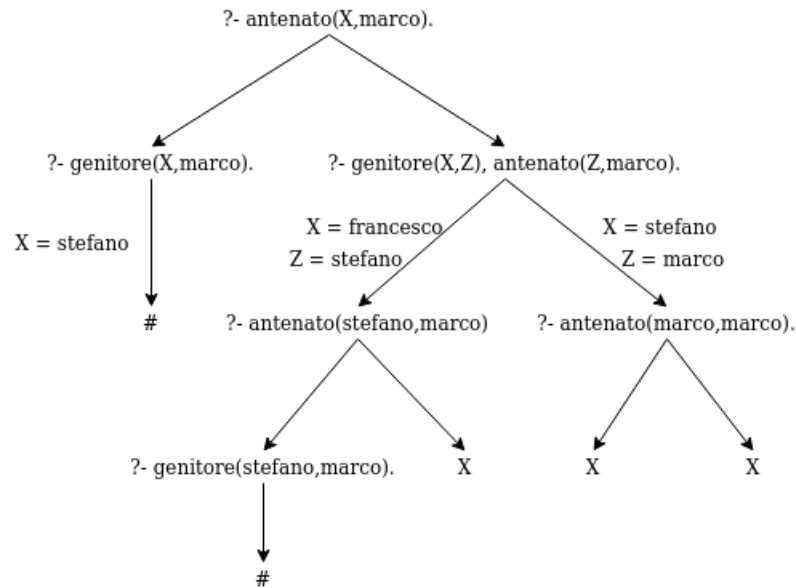 ?- antenato(X,marco).
?- genitore(X,marco).
?- genitore(X,Z), antenato(Z,marco).
X = stefano
X = francesco
Z = stefano
X = stefano
Z = marco
#
?- antenato(stefano,marco)
?- antenato(marco,marco).
?- genitore(stefano,marco).
X
X
X
#